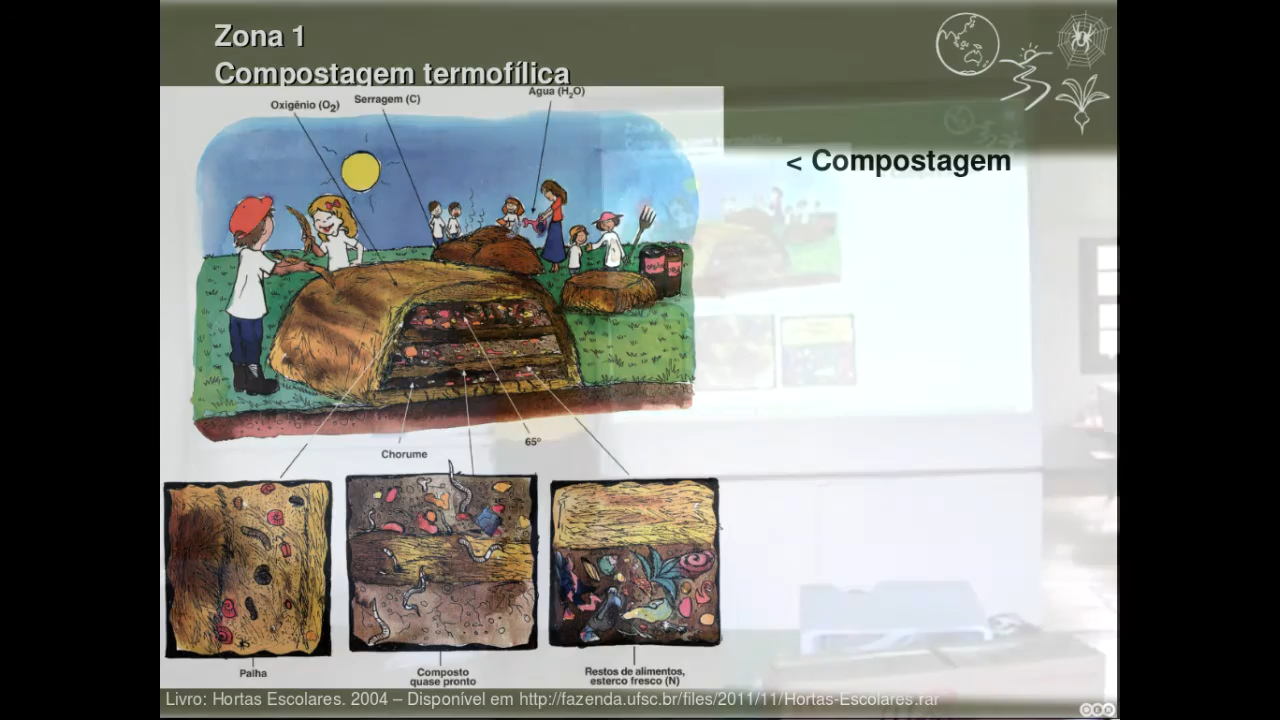 Zona 1
Compostagem termofílica
Oxigênio (O2)
Serragem (C)
Água (H2O)
< Compostagem
65º
Chorume
Palha
Composto
quase pronto
Restos de alimentos,
esterco fresco (N)
Livro: Hortas Escolares. 2004 – Disponível em http://fazenda.ufsc.br/files/2011/11/Hortas-Escolares.rar